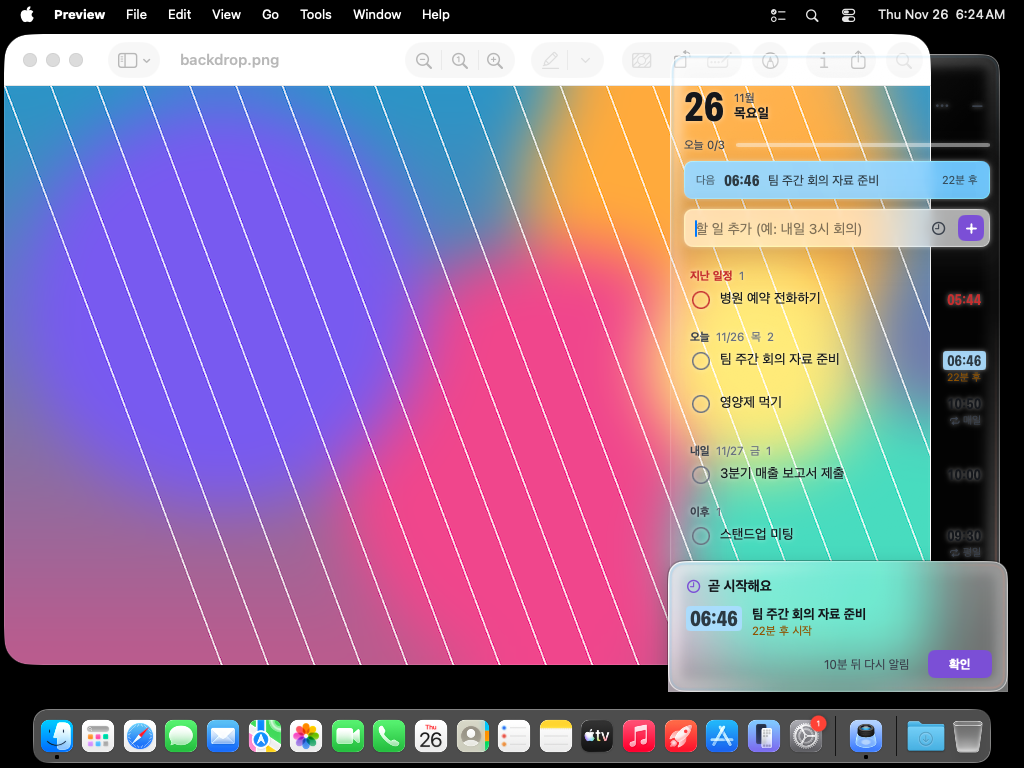 Preview File Edit View Go Tools Window Help Thu Nov 26 6:24 AM
backdrop.png
26 11월 목요일
오늘 0/3
다음 06:46 팀 주간 회의 자료 준비 22분 후
할 일 추가 (예: 내일 3시 회의)
지난 일정 1
병원 예약 전화하기 05:44
오늘 11/26 목 2
팀 주간 회의 자료 준비 06:46
22분 후
영양제 먹기 10:50
매일
내일 11/27 금 1
3분기 매출 보고서 제출 10:00
이후 1
스탠드업 미팅 09:30
평일
곧 시작해요
06:46 팀 주간 회의 자료 준비
22분 후 시작
10분 뒤 다시 알림 확인
Thu
26
tv
1